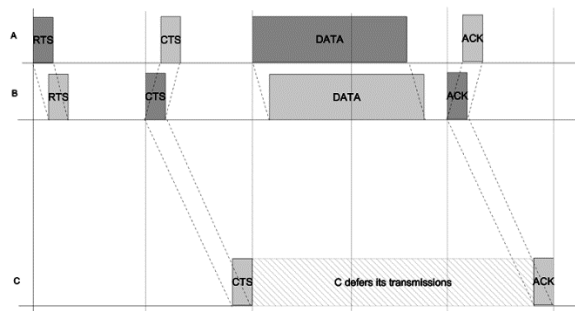 A
RTS
CTS
DATA
ACK
B
RTS
CTS
DATA
ACK
C
CTS
C defers its transmissions
ACK